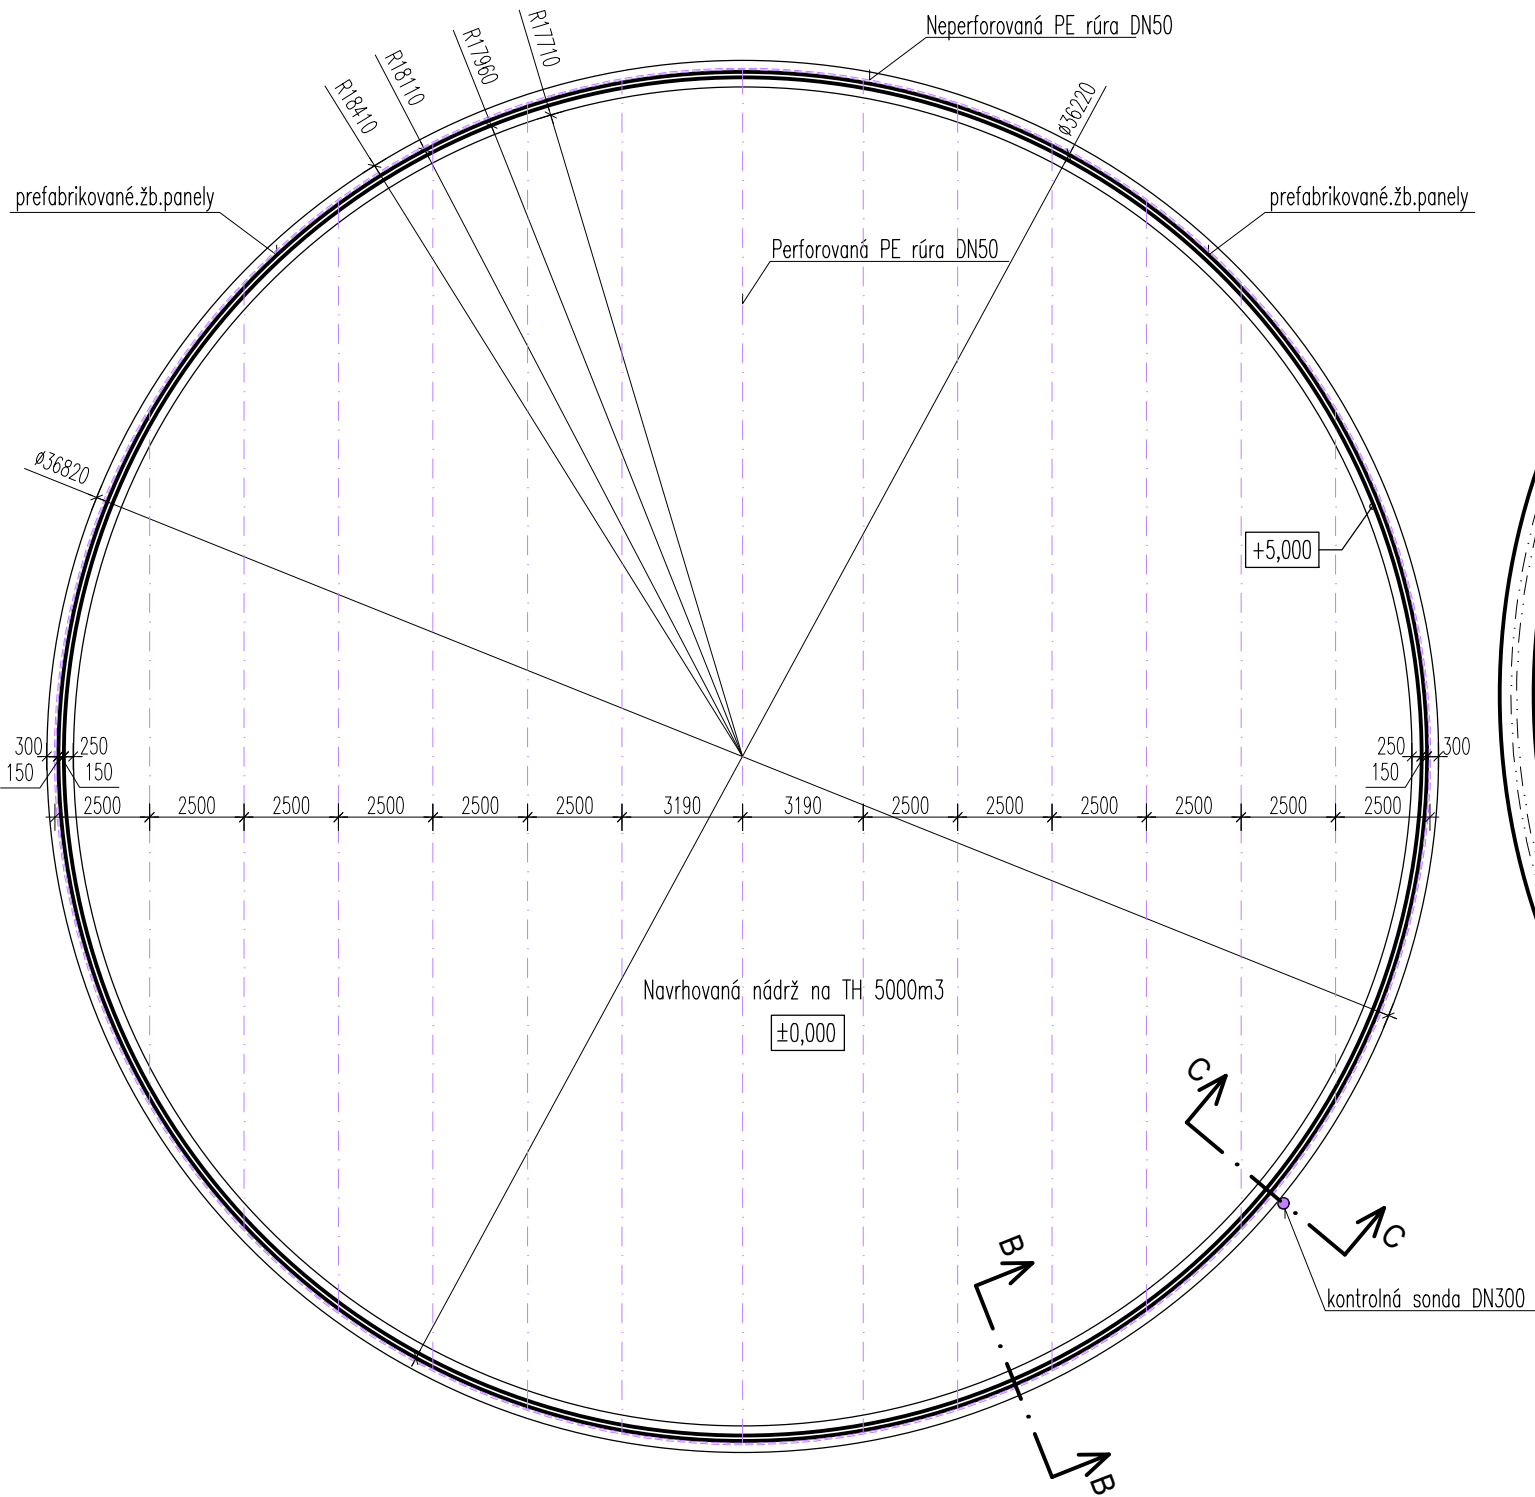 Neperforovaná PE rúra DN50
R17710
R17960
R18110
R18410
ø36220
prefabrikované.žb.panely
prefabrikované.žb.panely
Perforovaná PE rúra DN50
ø36820
+5,000
300 250
150 150
250 300
150
2500 2500 2500 2500 2500 2500 3190 3190 2500 2500 2500 2500 2500 2500
Navrhovaná nádrž na TH 5000m3
±0,000
C
C
B
kontrolná sonda DN300
B